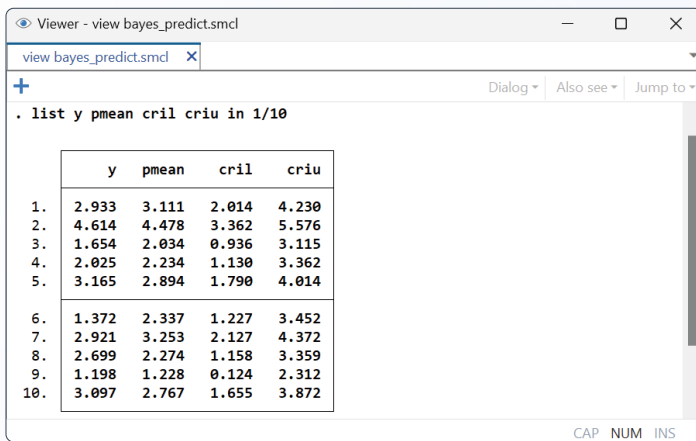 Viewer - view bayes_predict.smcl
view bayes_predict.smcl
Dialog Also see Jump to
. list y pmean cril criu in 1/10
y pmean cril criu
1. 2.933 3.111 2.014 4.230
2. 4.614 4.478 3.362 5.576
3. 1.654 2.034 0.936 3.115
4. 2.025 2.234 1.130 3.362
5. 3.165 2.894 1.790 4.014
6. 1.372 2.337 1.227 3.452
7. 2.921 3.253 2.127 4.372
8. 2.699 2.274 1.158 3.359
9. 1.198 1.228 0.124 2.312
10. 3.097 2.767 1.655 3.872
CAP NUM INS